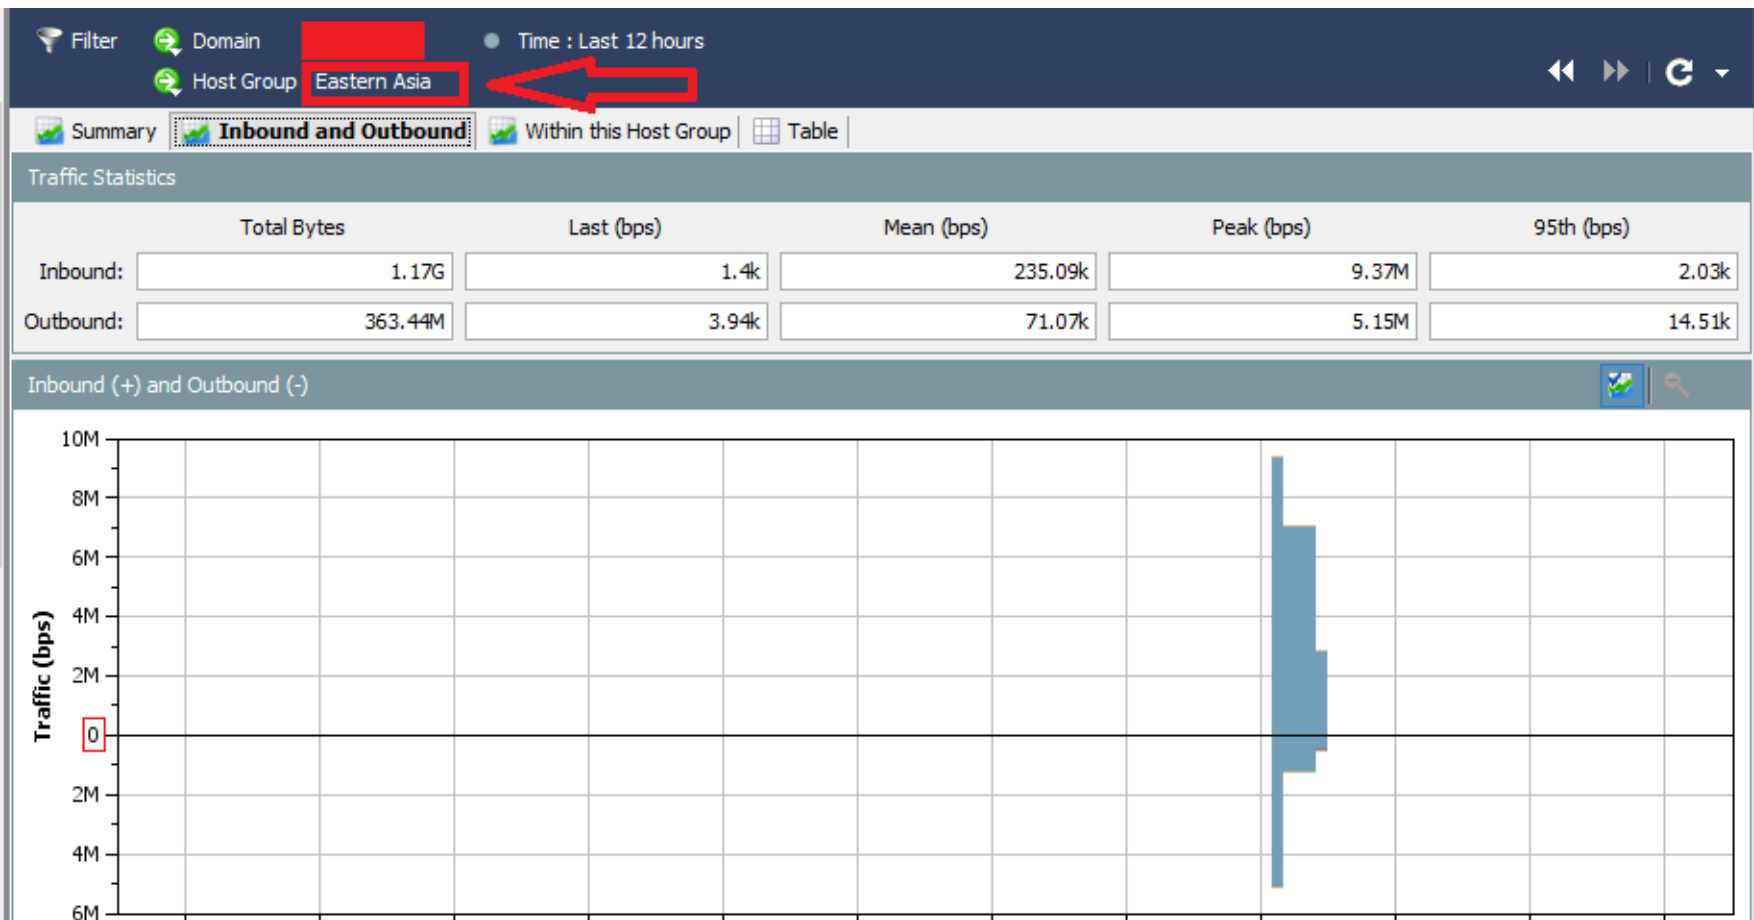 Filter Domain Time : Last 12 hours
Host Group Eastern Asia
Summary Inbound and Outbound Within this Host Group Table
Traffic Statistics
Total Bytes Last (bps) Mean (bps) Peak (bps) 95th (bps)
Inbound: 1.17G 1.4k 235.09k 9.37M 2.03k
Outbound: 363.44M 3.94k 71.07k 5.15M 14.51k
Inbound (+) and Outbound (-)
10M
8M
6M
4M
2M
0
2M
4M
6M
Traffic (bps)